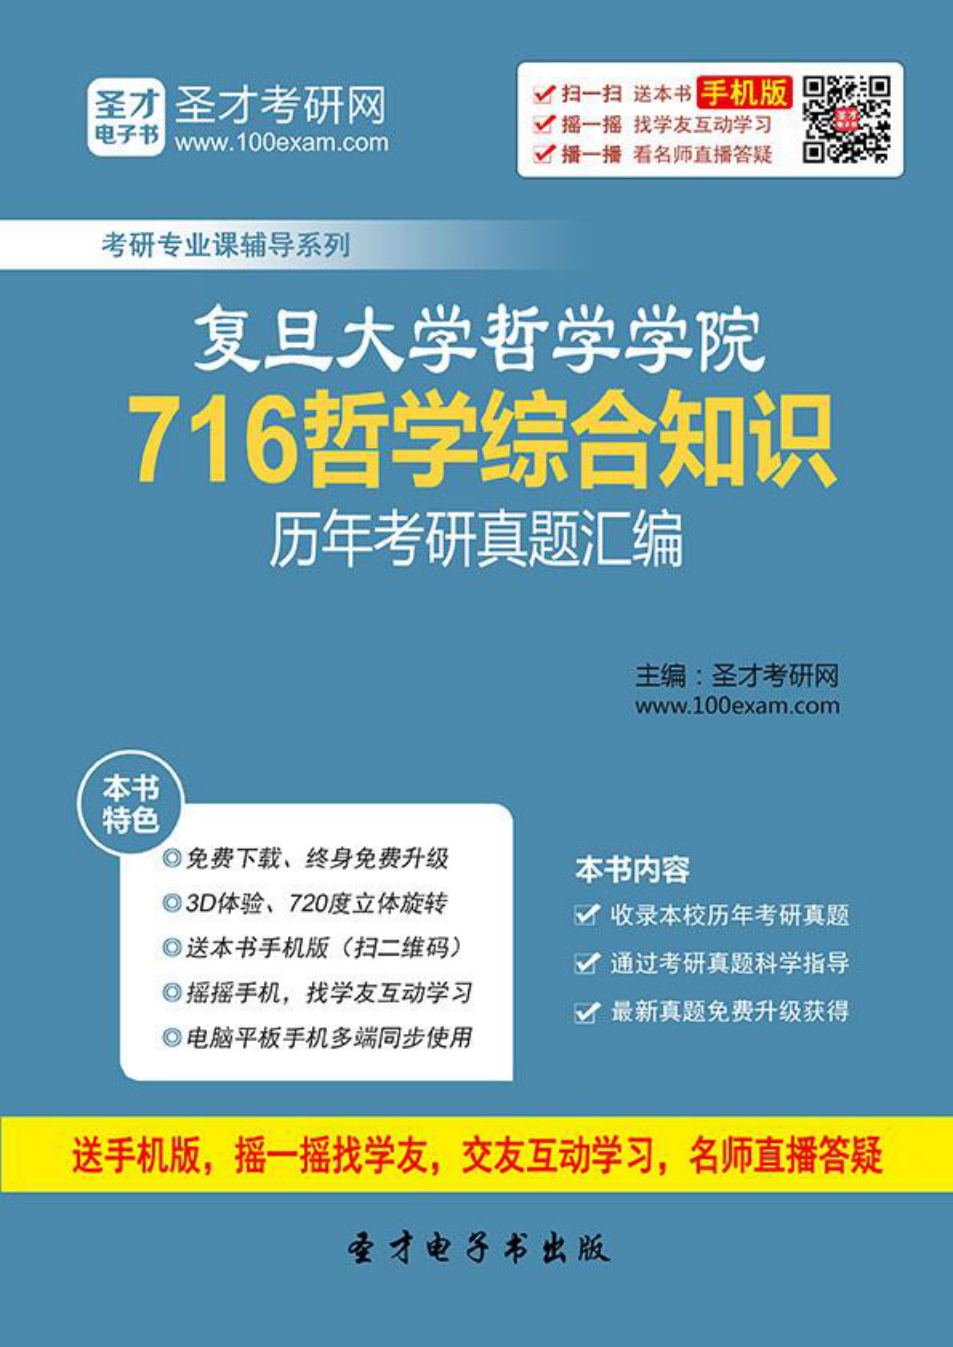 圣才
电子书
圣才考研网
www.100exam.com
扫一扫 送本书 手机版
摇一摇 找学友互动学习
播一播 看名师直播答疑
圣才
电子书
考研专业课辅导系列
复旦大学哲学学院
716哲学综合知识
历年考研真题汇编
主编：圣才考研网
www.100exam.com
本书
特色
◎免费下载、终身免费升级
◎3D体验、720度立体旋转
◎送本书手机版（扫二维码）
◎摇摇手机，找学友互动学习
◎电脑平板手机多端同步使用
本书内容
收录本校历年考研真题
通过考研真题科学指导
最新真题免费升级获得
送手机版，摇一摇找学友，交友互动学习，名师直播答疑
圣才电子书出版